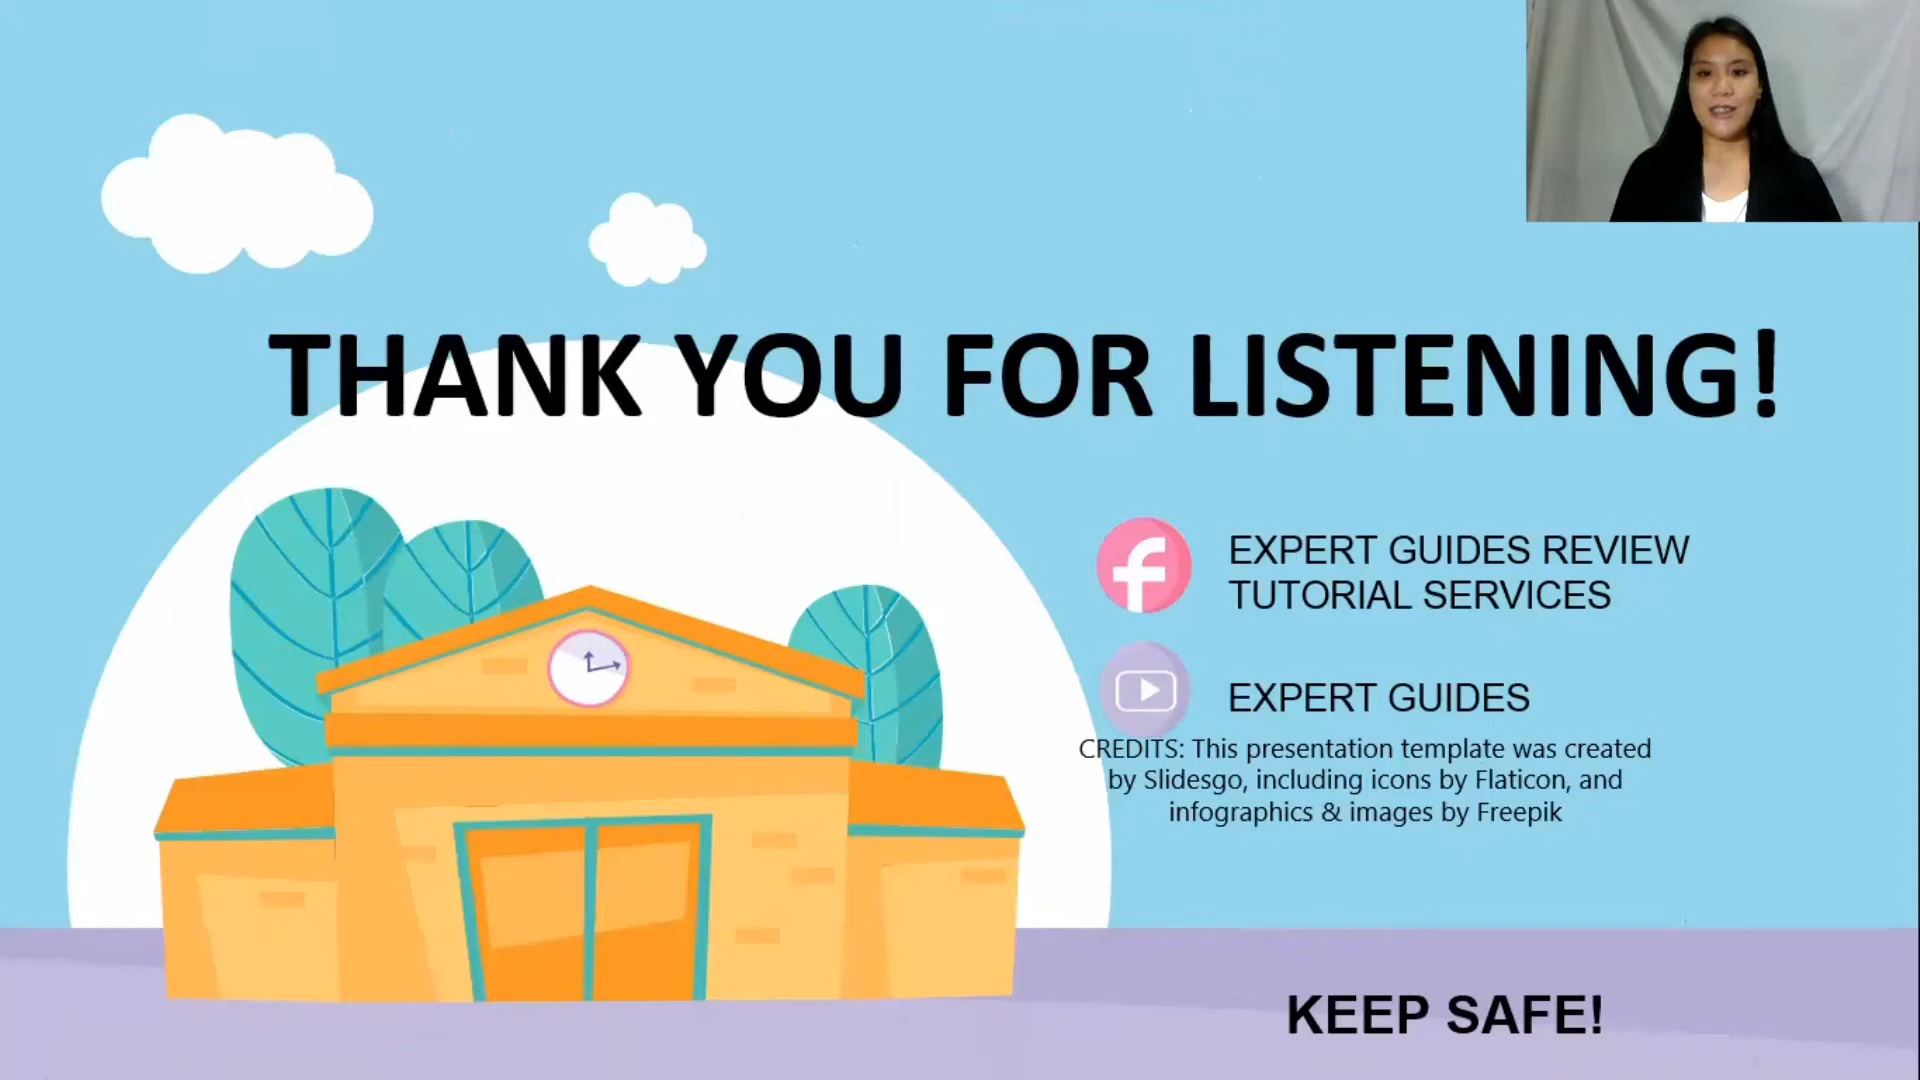 THANK YOU FOR LISTENING!
EXPERT GUIDES REVIEW
TUTORIAL SERVICES
EXPERT GUIDES
CREDITS: This presentation template was created
by Slidesgo, including icons by Flaticon, and
infographics & images by Freepik
KEEP SAFE!